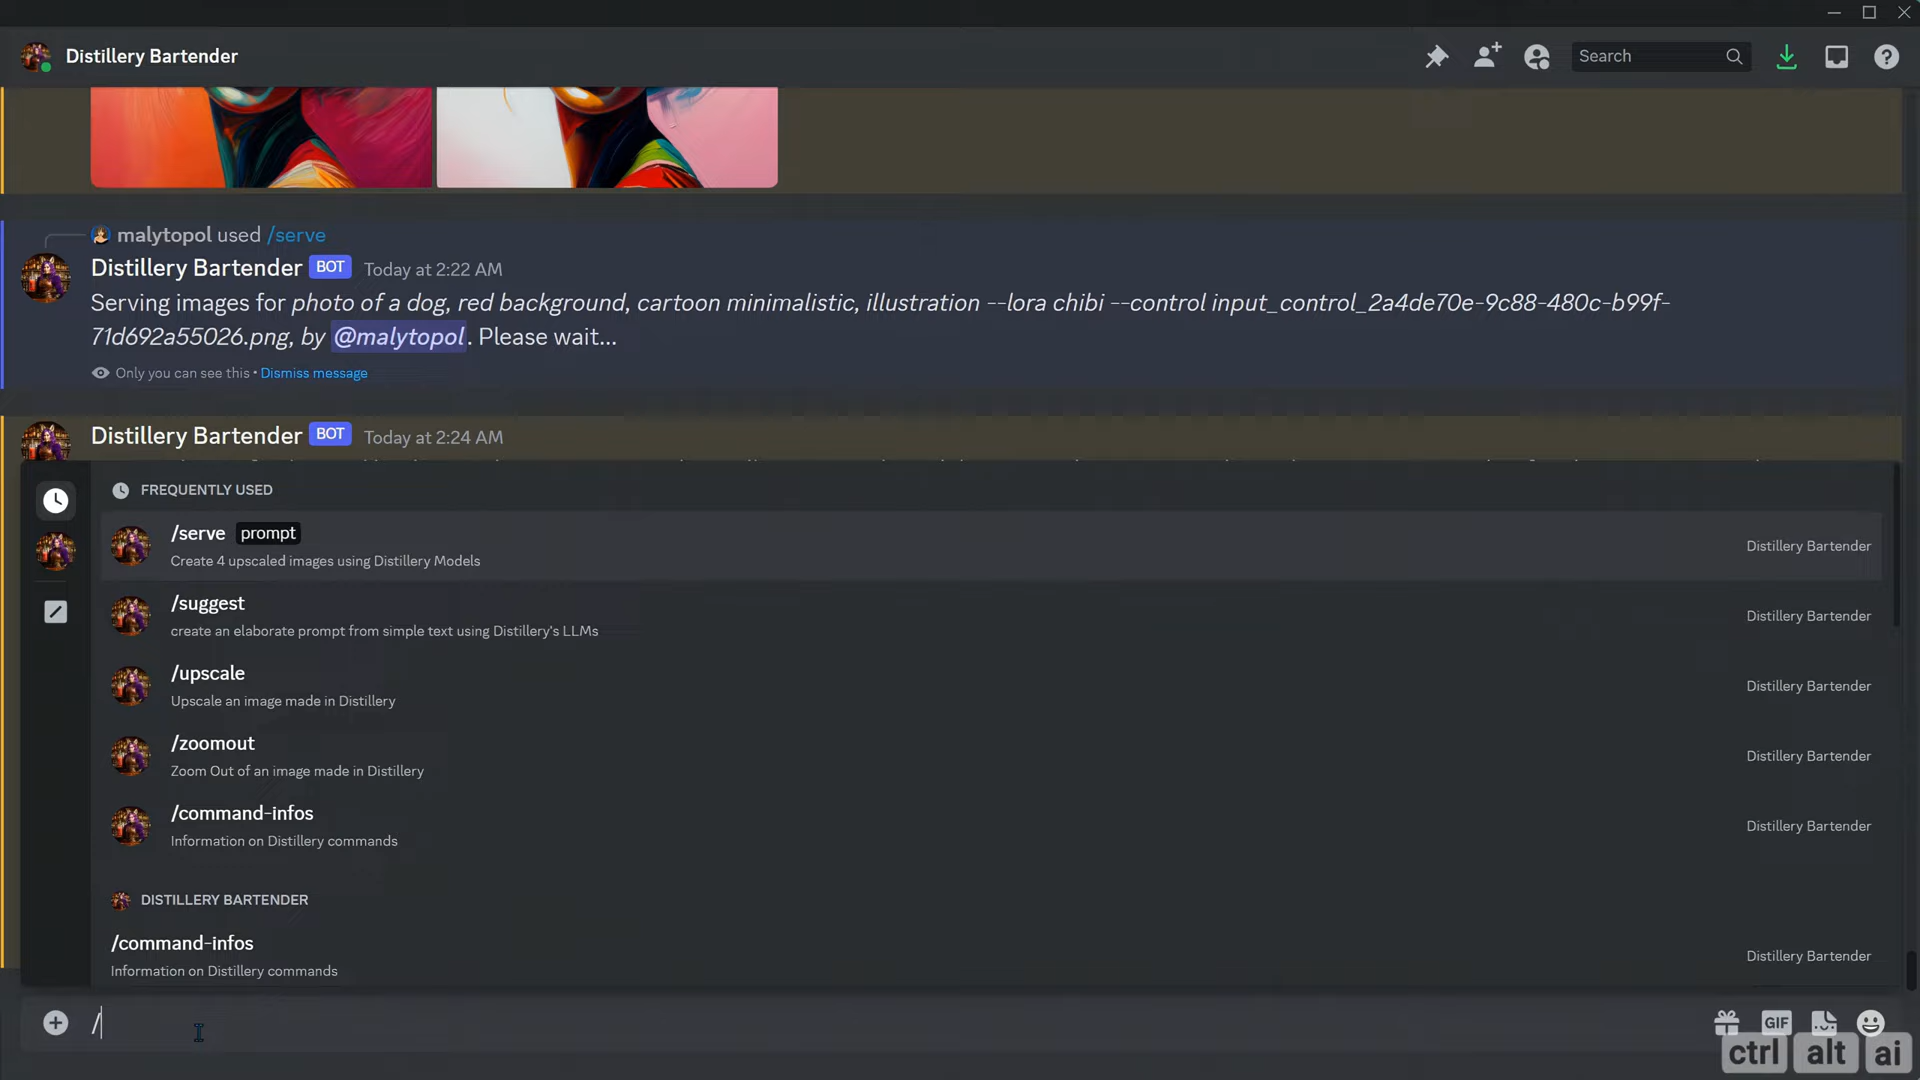 Distillery Bartender
Search
malytopol used /serve
Distillery Bartender BOT Today at 2:22 AM
Serving images for photo of a dog, red background, cartoon minimalistic, illustration --lora chibi --control input_control_2a4de70e-9c88-480c-b99f-
71d692a55026.png, by @malytopol. Please wait...
Only you can see this • Dismiss message
Distillery Bartender BOT Today at 2:24 AM
FREQUENTLY USED
/serve prompt
Create 4 upscaled images using Distillery Models
Distillery Bartender
/suggest
create an elaborate prompt from simple text using Distillery's LLMs
Distillery Bartender
/upscale
Upscale an image made in Distillery
Distillery Bartender
/zoomout
Zoom Out of an image made in Distillery
Distillery Bartender
/command-infos
Information on Distillery commands
Distillery Bartender
DISTILLERY BARTENDER
/command-infos
Information on Distillery commands
Distillery Bartender
/
GIF
ctrl alt ai